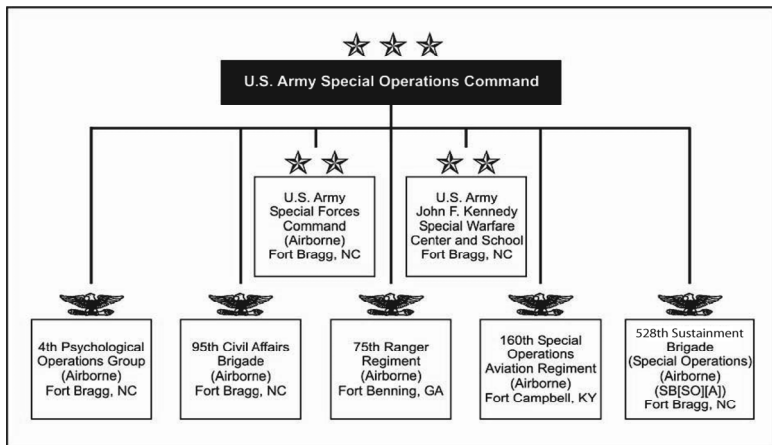 U.S. Army Special Operations Command
U.S. Army
Special Forces
Command
(Airborne)
Fort Bragg, NC
U.S. Army
John F. Kennedy
Special Warfare
Center and School
Fort Bragg, NC
4th Psychological
Operations Group
(Airborne)
Fort Bragg, NC
95th Civil Affairs
Brigade
(Airborne)
Fort Bragg, NC
75th Ranger
Regiment
(Airborne)
Fort Benning, GA
160th Special
Operations
Aviation Regiment
(Airborne)
Fort Campbell, KY
528th Sustainment
Brigade
(Special Operations)
(Airborne)
(SB[SO][A])
Fort Bragg, NC